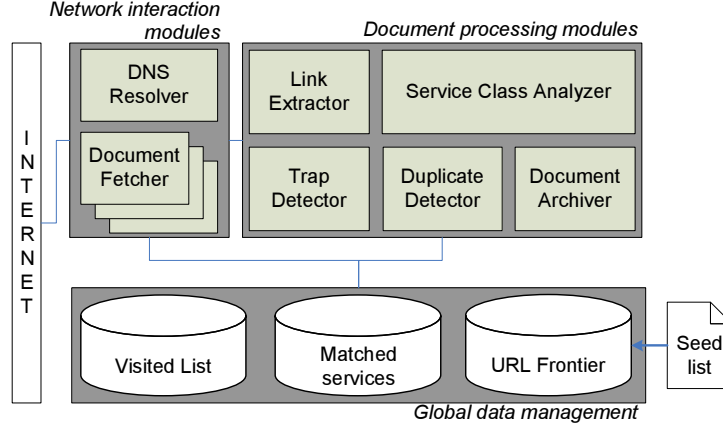 Network interaction
modules
Document processing modules
INTERNET
DNS
Resolver
Document
Fetcher
Link
Extractor
Service Class Analyzer
Trap
Detector
Duplicate
Detector
Document
Archiver
Visited List
Matched
services
URL Frontier
Seed
list
Global data management